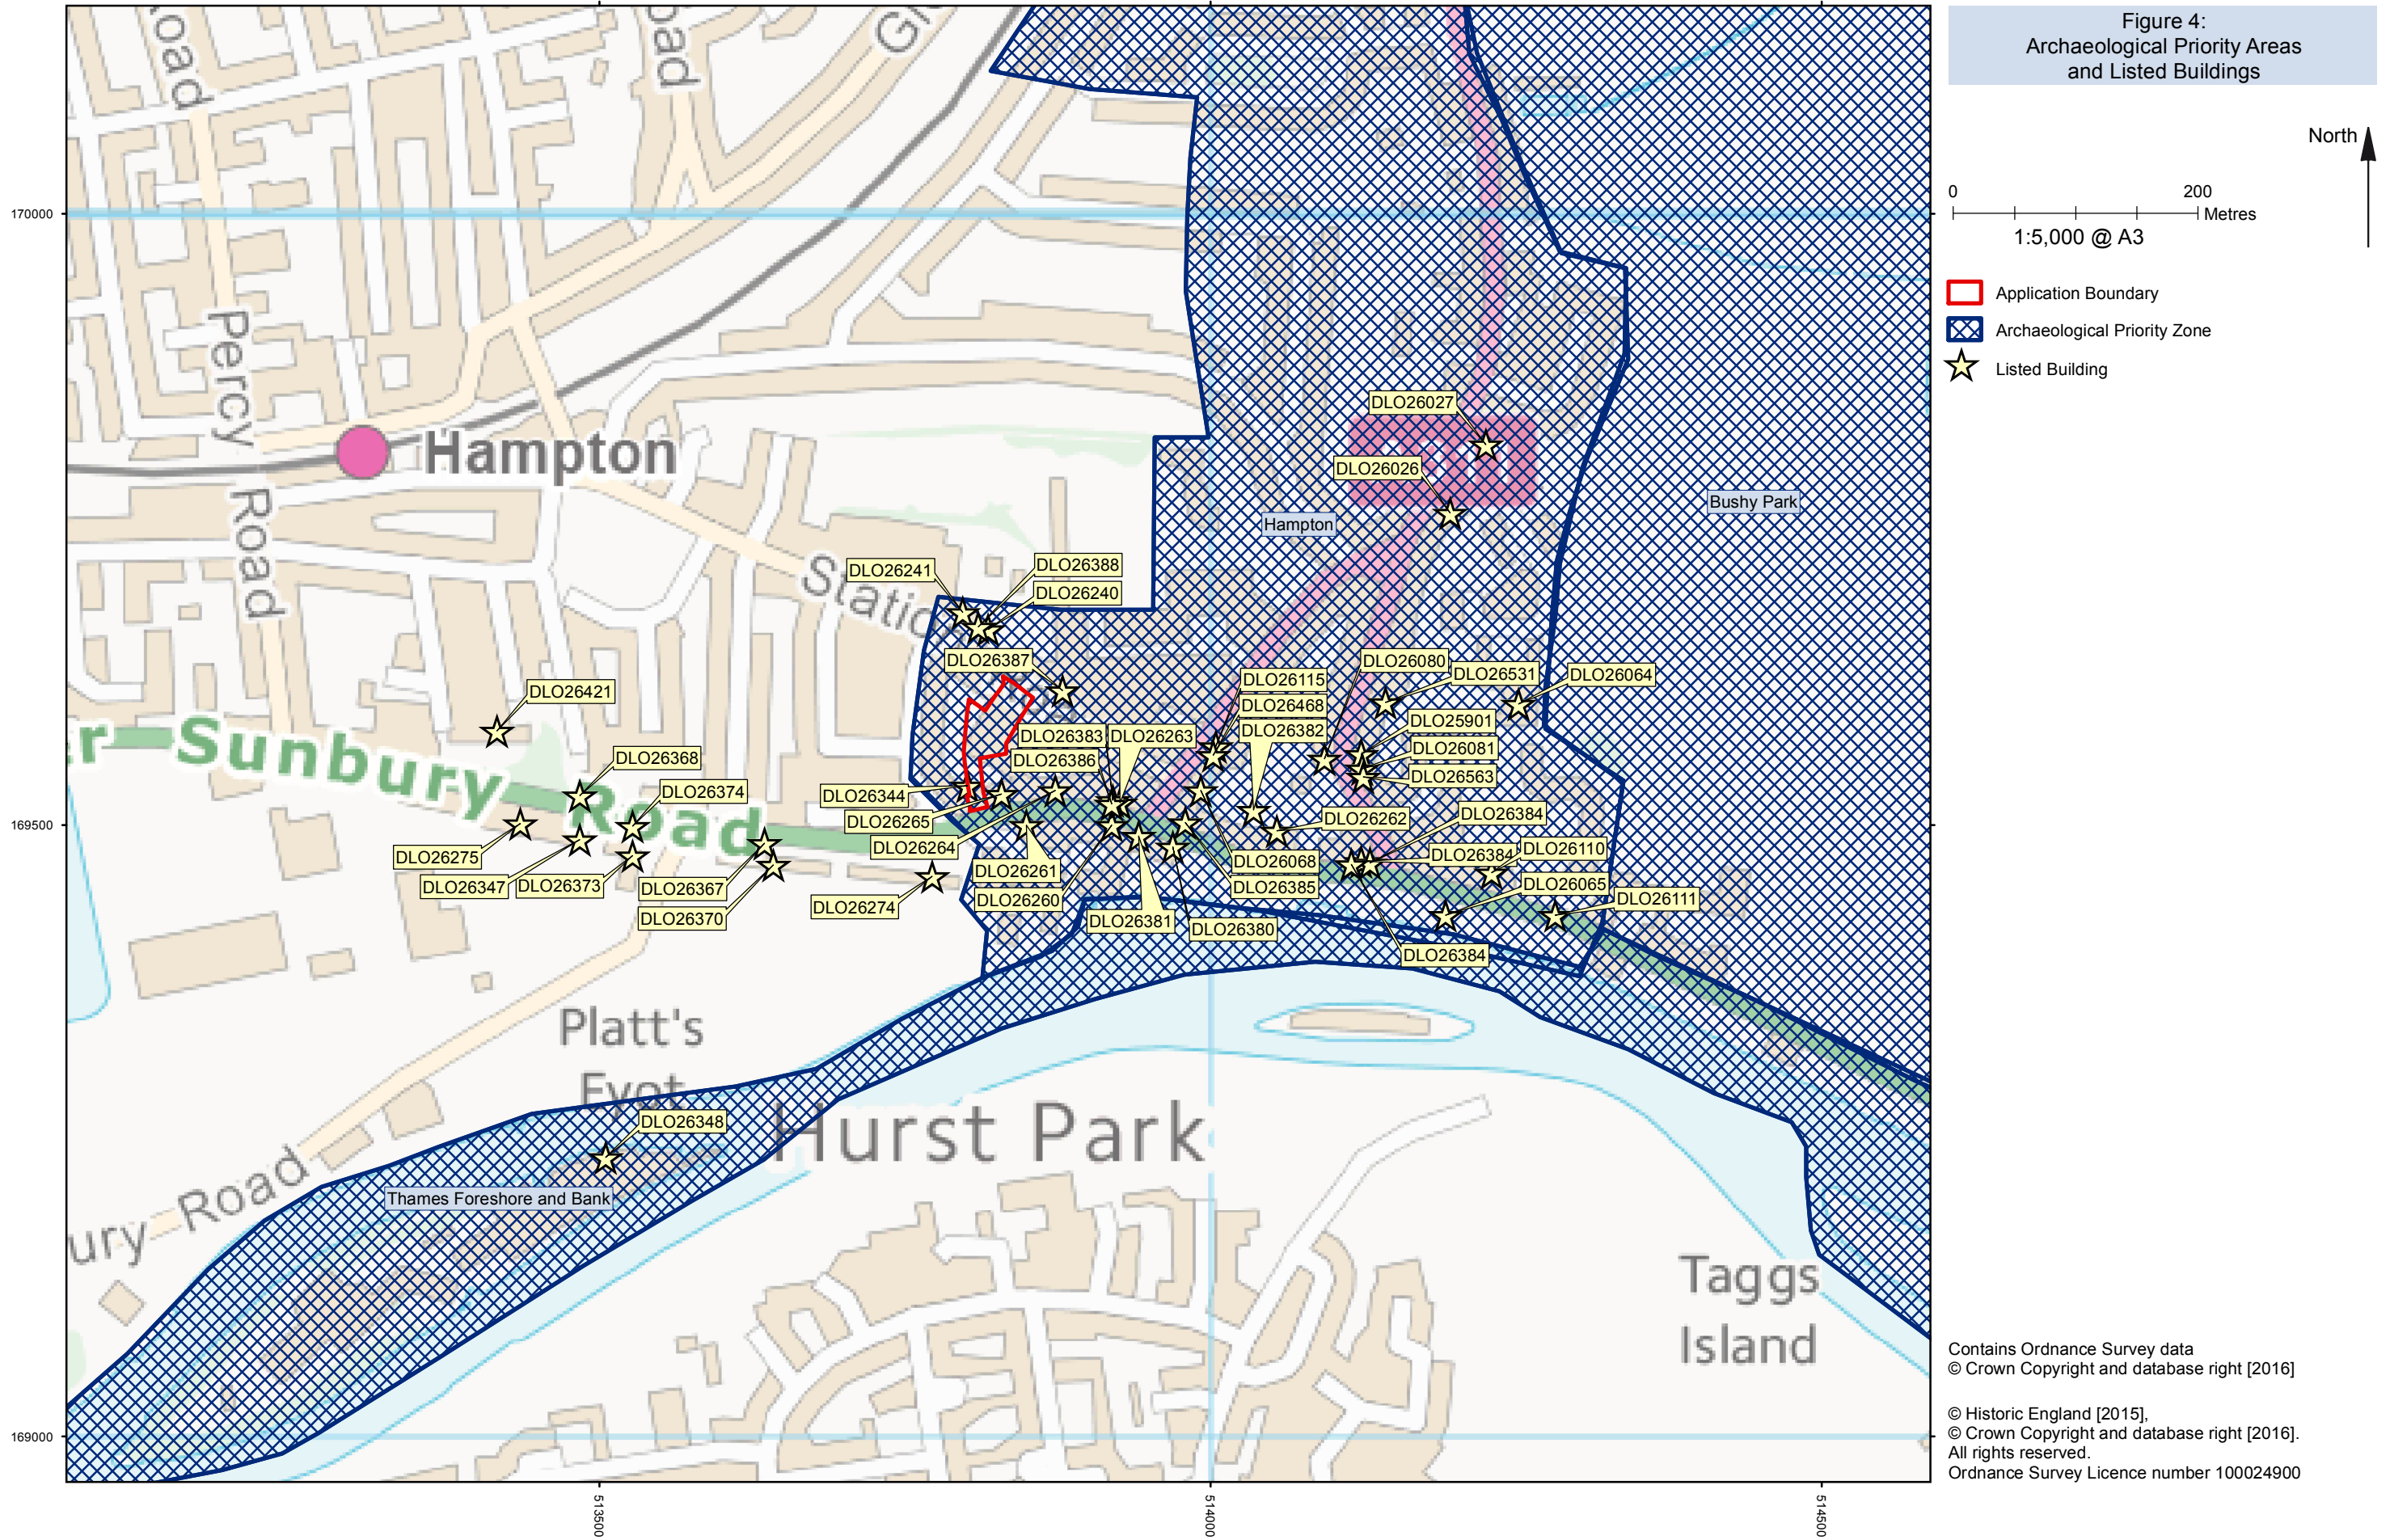 Figure 4:
Archaeological Priority Areas
and Listed Buildings
North
0 200
Metres
1:5,000 @ A3
Application Boundary
Archaeological Priority Zone
Listed Building
170000
169500
169000
513500
514000
514500
Road
Percy
Road
Hampton
Station
DLO26027
DLO26026
Hampton
Bushy Park
DLO26241
DLO26388
DLO26240
DLO26387
DLO26080
DLO26531
DLO26064
DLO26115
DLO26468
DLO26382
DLO26421
DLO25901
DLO26383
DLO26263
DLO26386
DLO26081
DLO26563
Sunbury
Road
DLO26368
DLO26374
DLO26344
DLO26265
DLO26264
DLO26262
DLO26384
DLO26384
DLO26110
DLO26275
DLO26347
DLO26373
DLO26367
DLO26370
DLO26274
DLO26261
DLO26260
DLO26068
DLO26385
DLO26065
DLO26111
DLO26381
DLO26380
DLO26384
Platt's
Eyot
Hurst Park
DLO26348
Thames Foreshore and Bank
ury Road
Taggs
Island
Contains Ordnance Survey data
© Crown Copyright and database right [2016]
© Historic England [2015],
© Crown Copyright and database right [2016].
All rights reserved.
Ordnance Survey Licence number 100024900